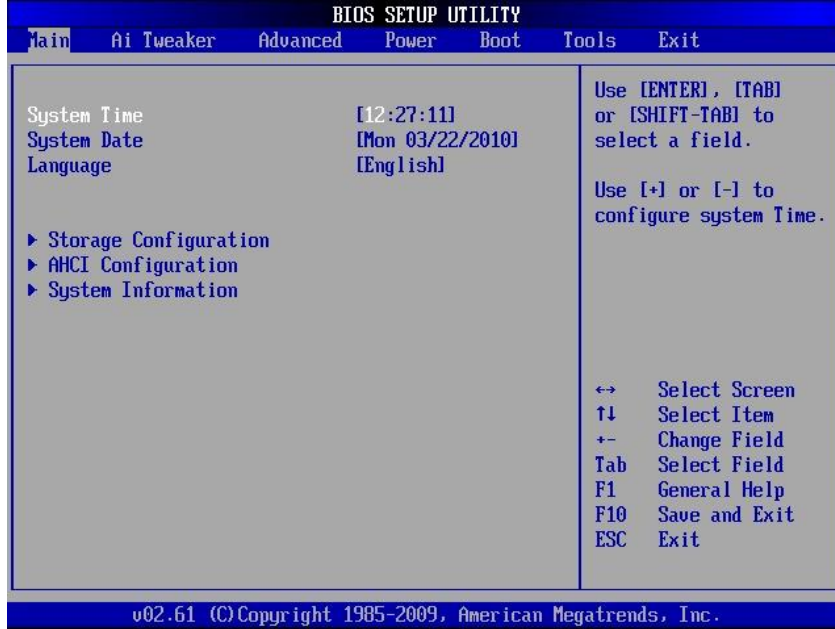 BIOS SETUP UTILITY
Main Ai Tweaker Advanced Power Boot Tools Exit
System Time [12:27:11]
System Date [Mon 03/22/2010]
Language [English]
▶ Storage Configuration
▶ AHCI Configuration
▶ System Information
Use [ENTER], [TAB]
or [SHIFT-TAB] to
select a field.
Use [+] or [-] to
configure system Time.
←→ Select Screen
↑↓ Select Item
+- Change Field
Tab Select Field
F1 General Help
F10 Save and Exit
ESC Exit
v02.61 (C)Copyright 1985-2009, American Megatrends, Inc.